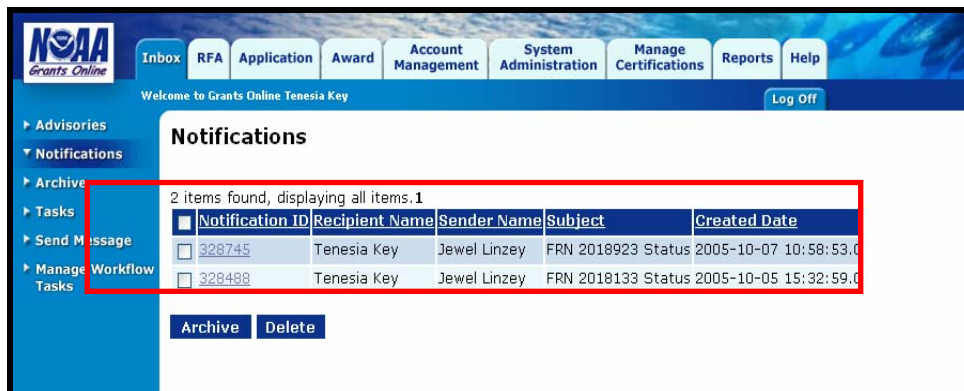 NOAA
Grants Online
Inbox
RFA
Application
Award
Account Management
System Administration
Manage Certifications
Reports
Help
Welcome to Grants Online Tenesia Key
Log Off
Advisories
Notifications
Archive
Tasks
Send Message
Manage Workflow Tasks
Notifications
2 items found, displaying all items.1
Notification ID Recipient Name Sender Name Subject Created Date
328745 Tenesia Key Jewel Linzey FRN 2018923 Status 2005-10-07 10:58:53.0
328488 Tenesia Key Jewel Linzey FRN 2018133 Status 2005-10-05 15:32:59.0
Archive Delete